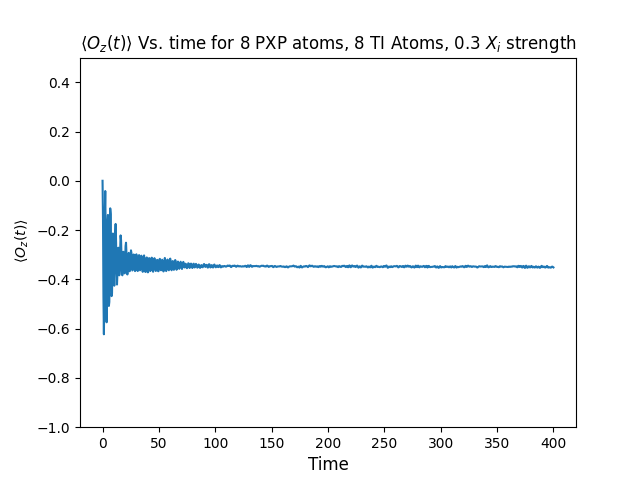 ⟨O_z(t)⟩ Vs. time for 8 PXP atoms, 8 TI Atoms, 0.3 X_i strength
0.4
0.2
0.0
−0.2
−0.4
−0.6
−0.8
−1.0
⟨O_z(t)⟩
0 50 100 150 200 250 300 350 400
Time